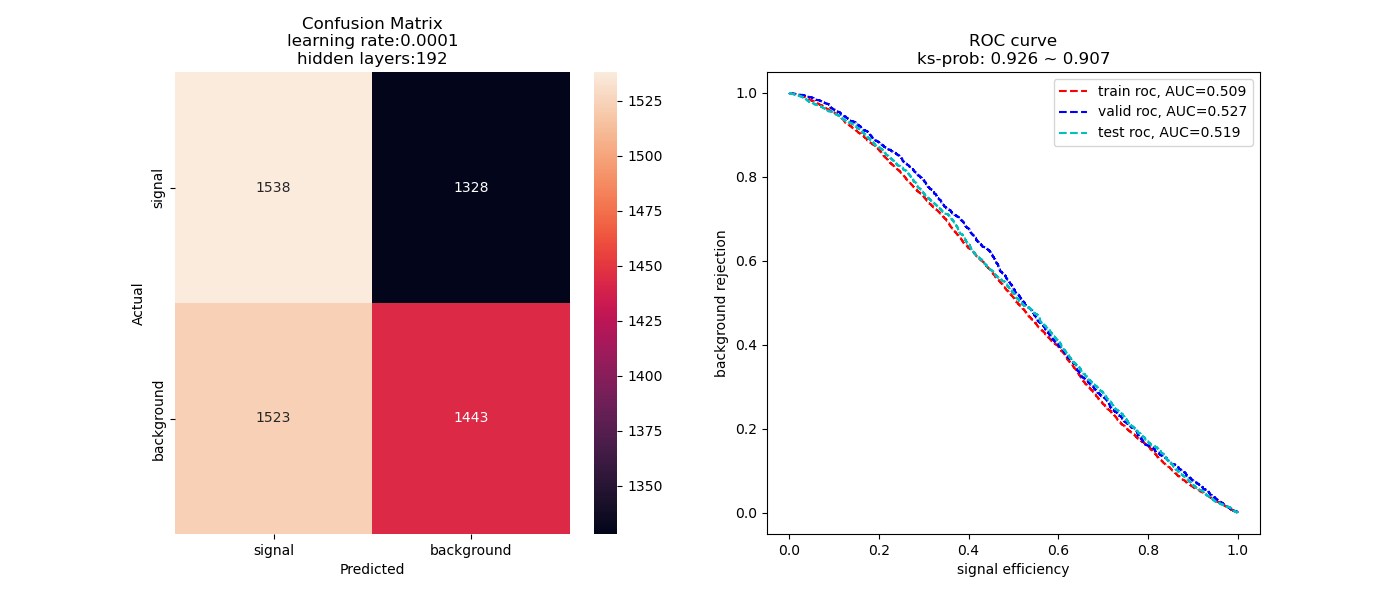 Confusion Matrix
learning rate:0.0001
hidden layers:192
signal
background
Actual
1538
1328
1523
1443
signal
background
Predicted
1525
1500
1475
1450
1425
1400
1375
1350
ROC curve
ks-prob: 0.926 ~ 0.907
train roc, AUC=0.509
valid roc, AUC=0.527
test roc, AUC=0.519
background rejection
1.0
0.8
0.6
0.4
0.2
0.0
0.0
0.2
0.4
0.6
0.8
1.0
signal efficiency